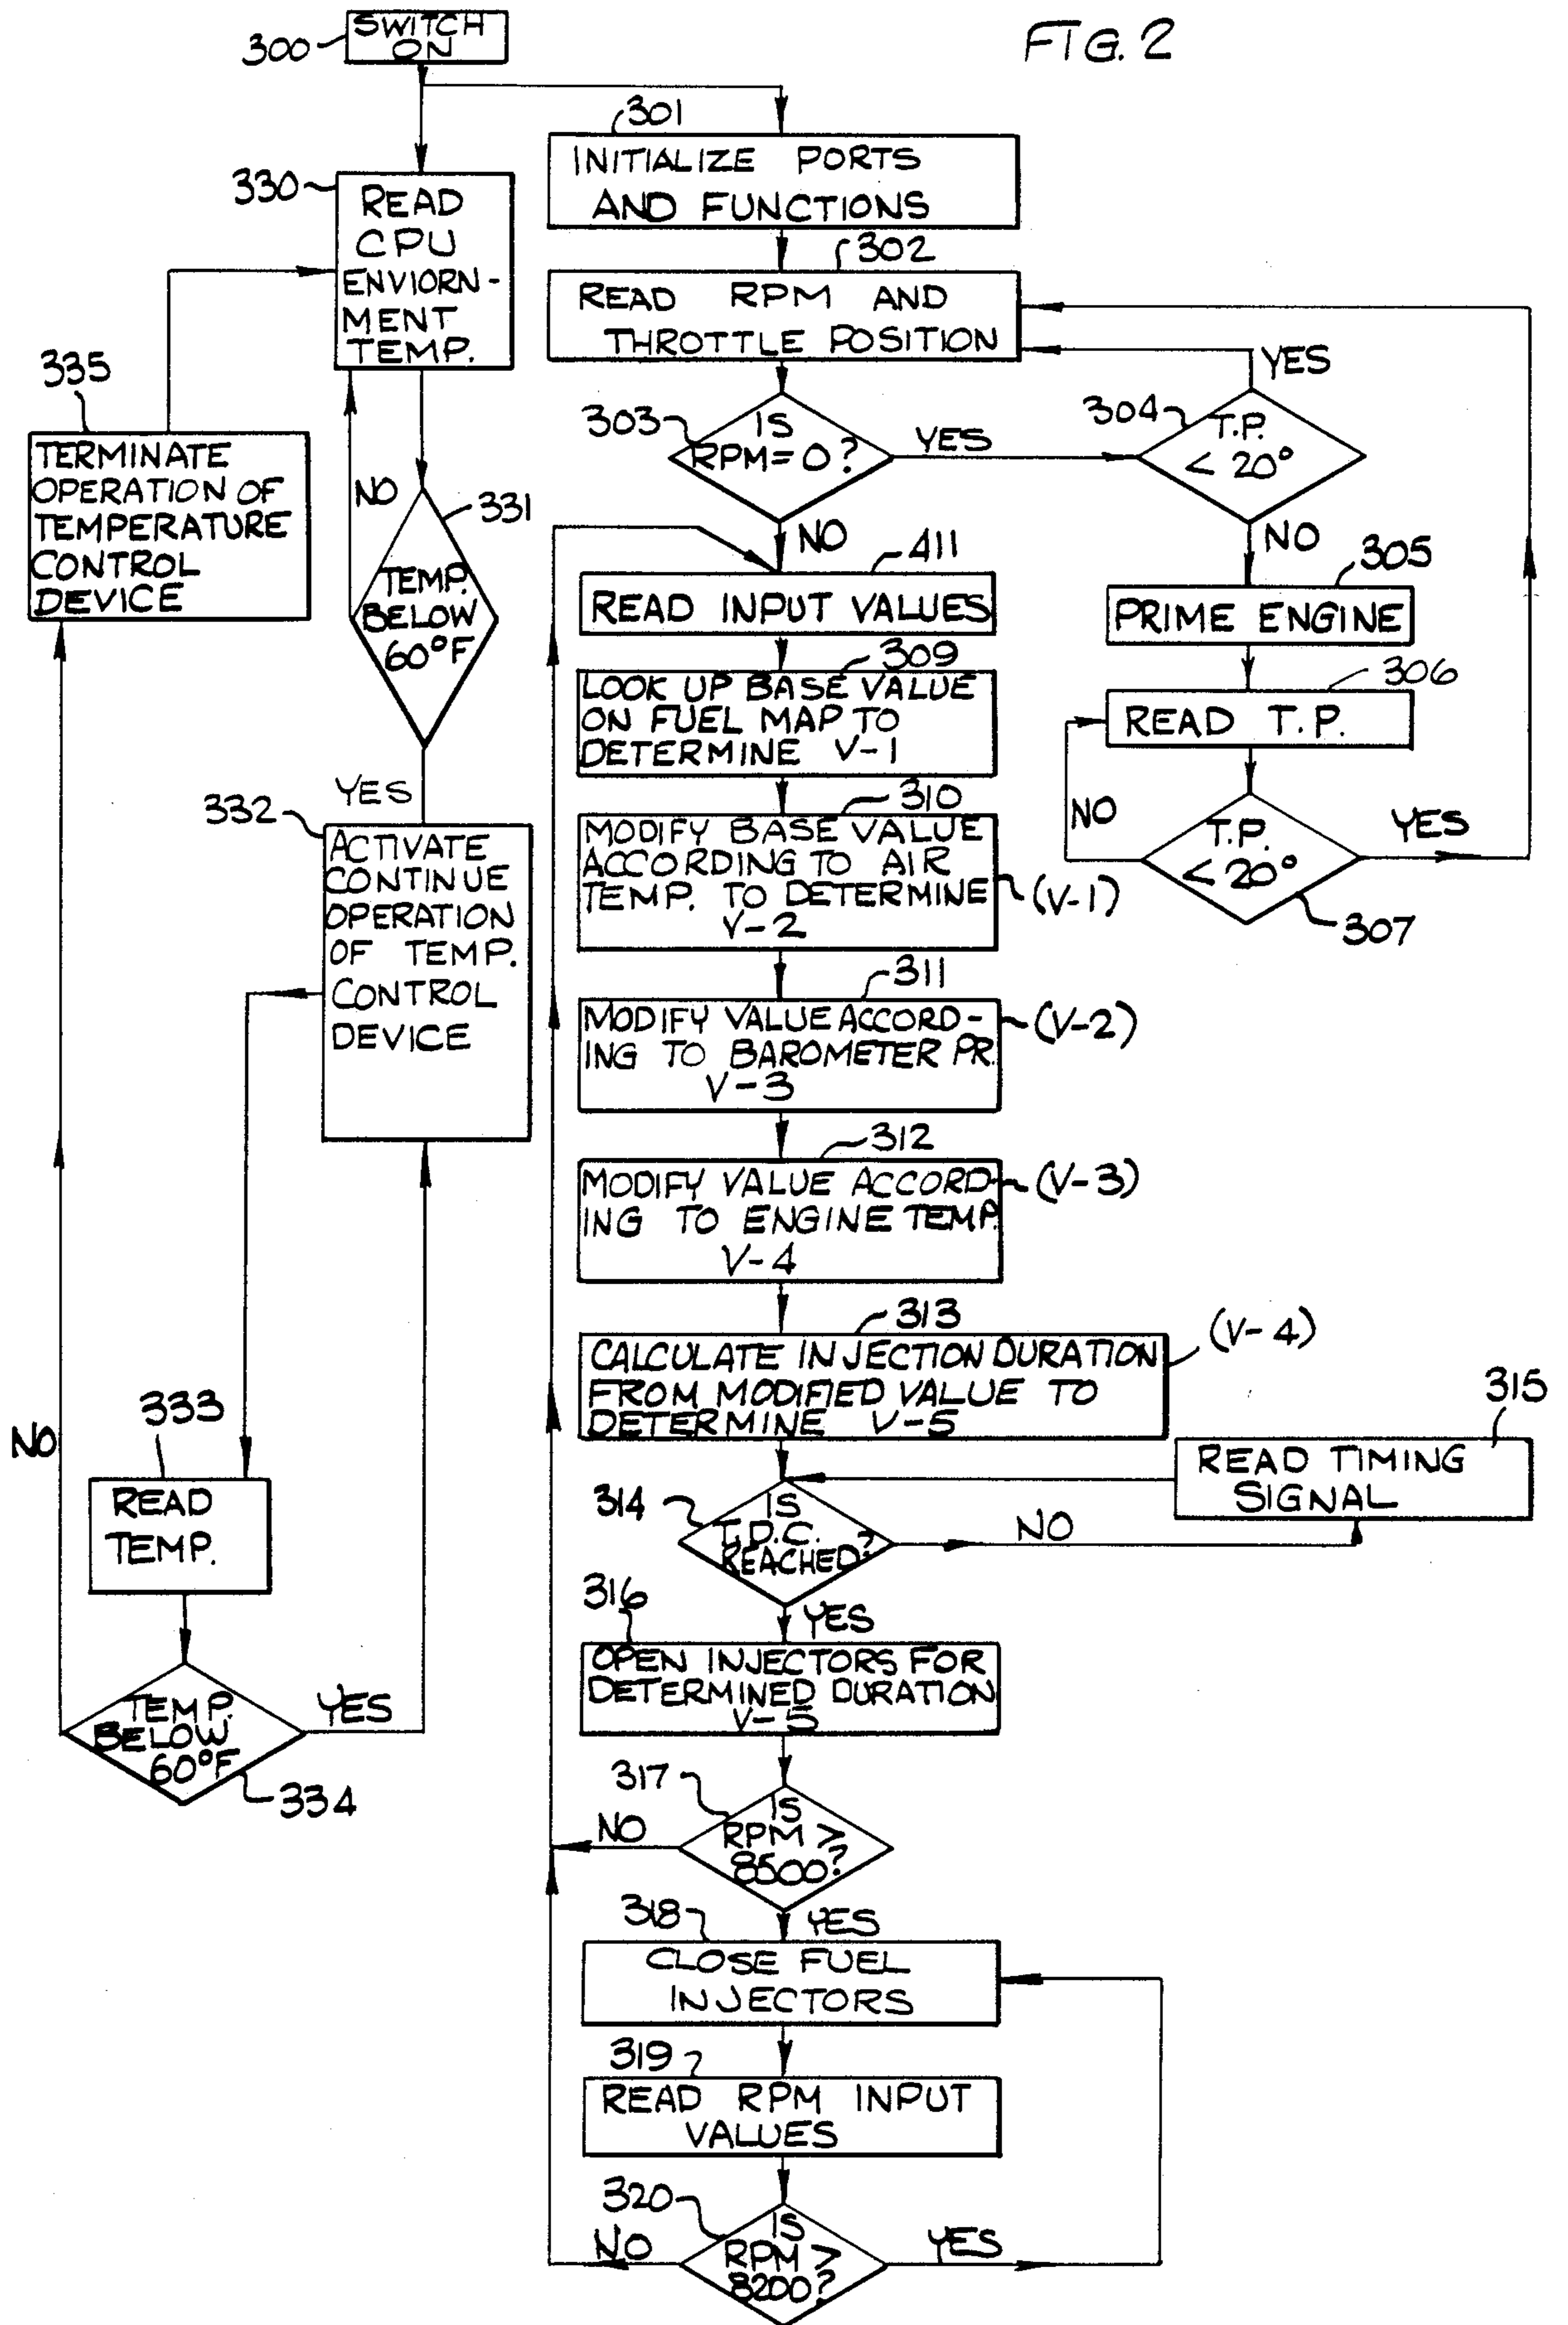 FIG. 2
300
SWITCH
ON
301
INITIALIZE PORTS
AND FUNCTIONS
330
READ
CPU
ENVIORN-
MENT
TEMP.
302
READ RPM AND
THROTTLE POSITION
335
TERMINATE
OPERATION OF
TEMPERATURE
CONTROL
DEVICE
NO
331
TEMP.
BELOW
60°F
303
IS
RPM=0?
YES
304
T.P.
< 20°
YES
NO
NO
411
READ INPUT VALUES
305
PRIME ENGINE
309
LOOK UP BASE VALUE
ON FUEL MAP TO
DETERMINE V-1
306
READ T.P.
YES
332
ACTIVATE
CONTINUE
OPERATION
OF TEMP.
CONTROL
DEVICE
310
MODIFY BASE VALUE
ACCORDING TO AIR
TEMP. TO DETERMINE
V-2
(V-1)
NO
T.P.
< 20°
YES
307
311
MODIFY VALUE ACCORD-
ING TO BAROMETER PR.
V-3
(V-2)
312
MODIFY VALUE ACCORD-
ING TO ENGINE TEMP.
V-4
(V-3)
313
CALCULATE INJECTION DURATION
FROM MODIFIED VALUE TO
DETERMINE V-5
(V-4)
315
READ TIMING
SIGNAL
NO
333
READ
TEMP.
314
IS
T.D.C.
REACHED?
NO
YES
316
OPEN INJECTORS FOR
DETERMINED DURATION
V-5
TEMP.
BELOW
60°F
YES
334
317
IS
RPM >
8500?
NO
YES
318
CLOSE FUEL
INJECTORS
319
READ RPM INPUT
VALUES
320
IS
RPM >
8200?
NO
YES